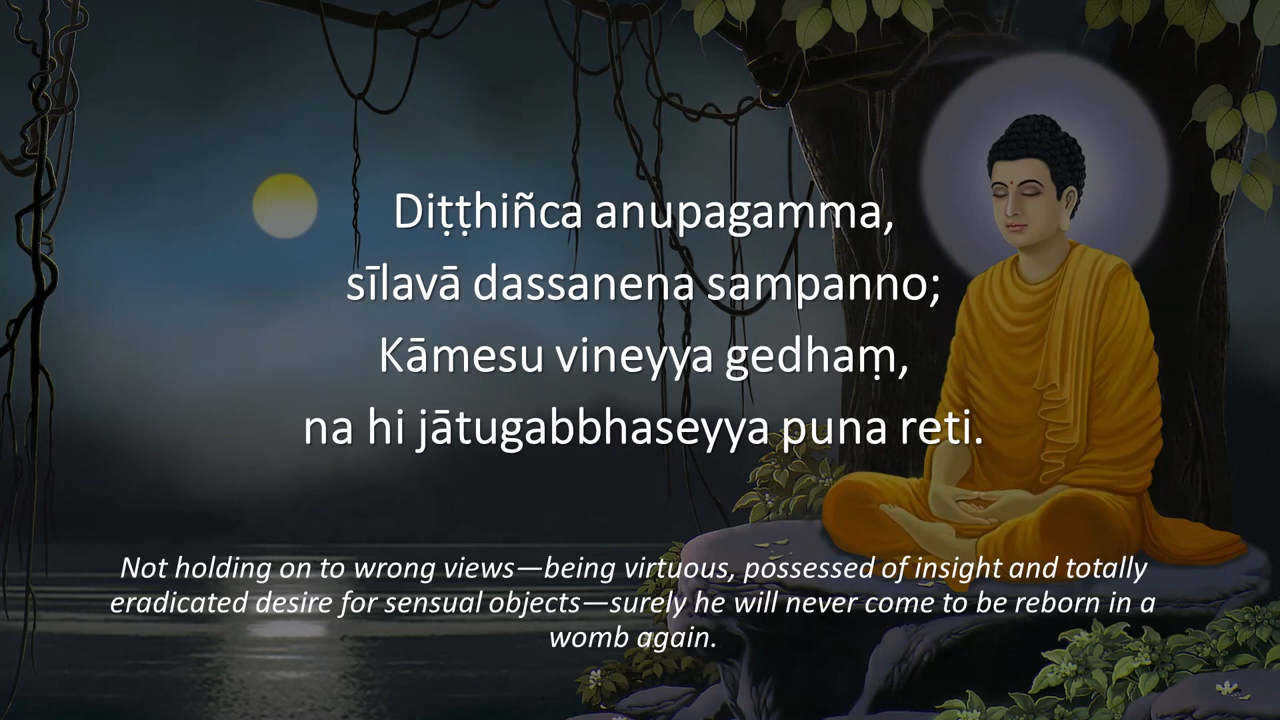 Diṭṭhiñca anupagamma,
sīlavā dassanena sampanno;
Kāmesu vineyya gedhaṃ,
na hi jātugabbhaseyya puna reti.
Not holding on to wrong views—being virtuous, possessed of insight and totally
eradicated desire for sensual objects—surely he will never come to be reborn in a
womb again.